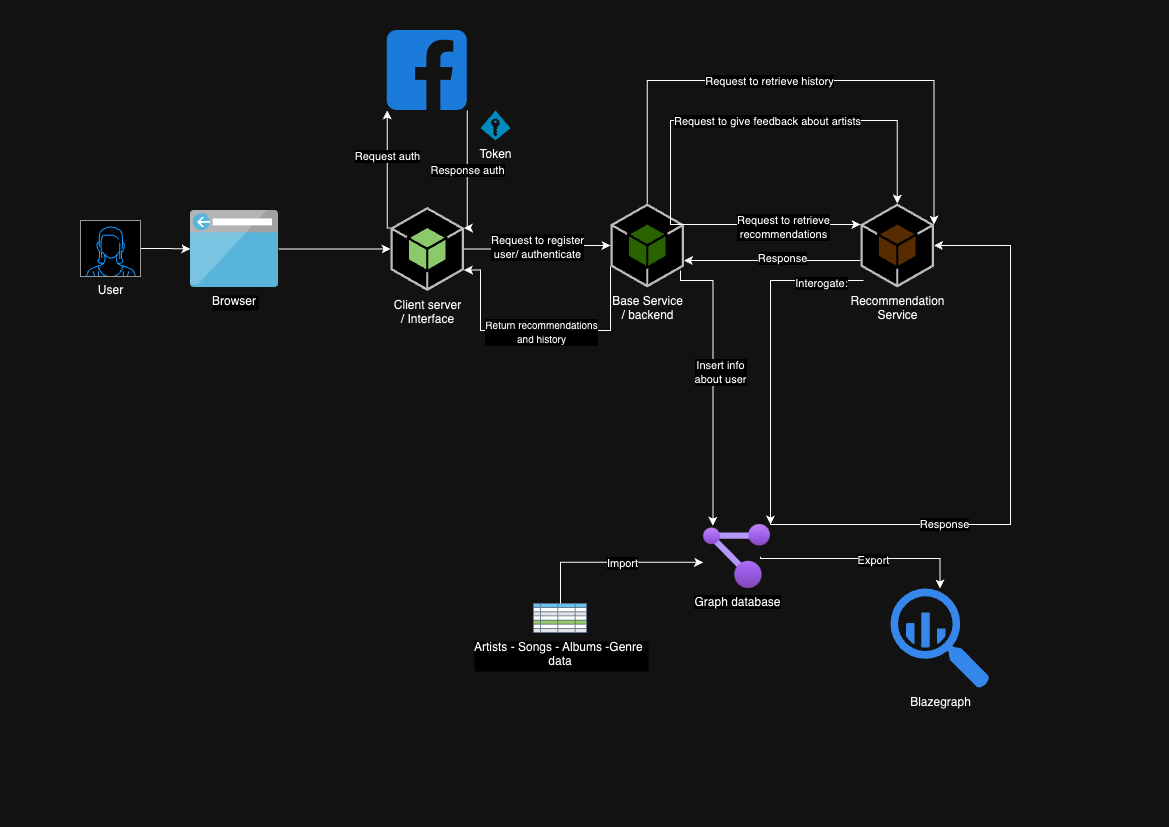 Request to retrieve history
Request to give feedback about artists
Token
Request auth
Response auth
Request to retrieve
recommendations
Request to register
user/ authenticate
Response
Interogate:
User
Browser
Client server
/ Interface
Base Service
/ backend
Recommendation
Service
Return recommendations
and history
Insert info
about user
Response
Import
Export
Graph database
Artists - Songs - Albums -Genre
data
Blazegraph